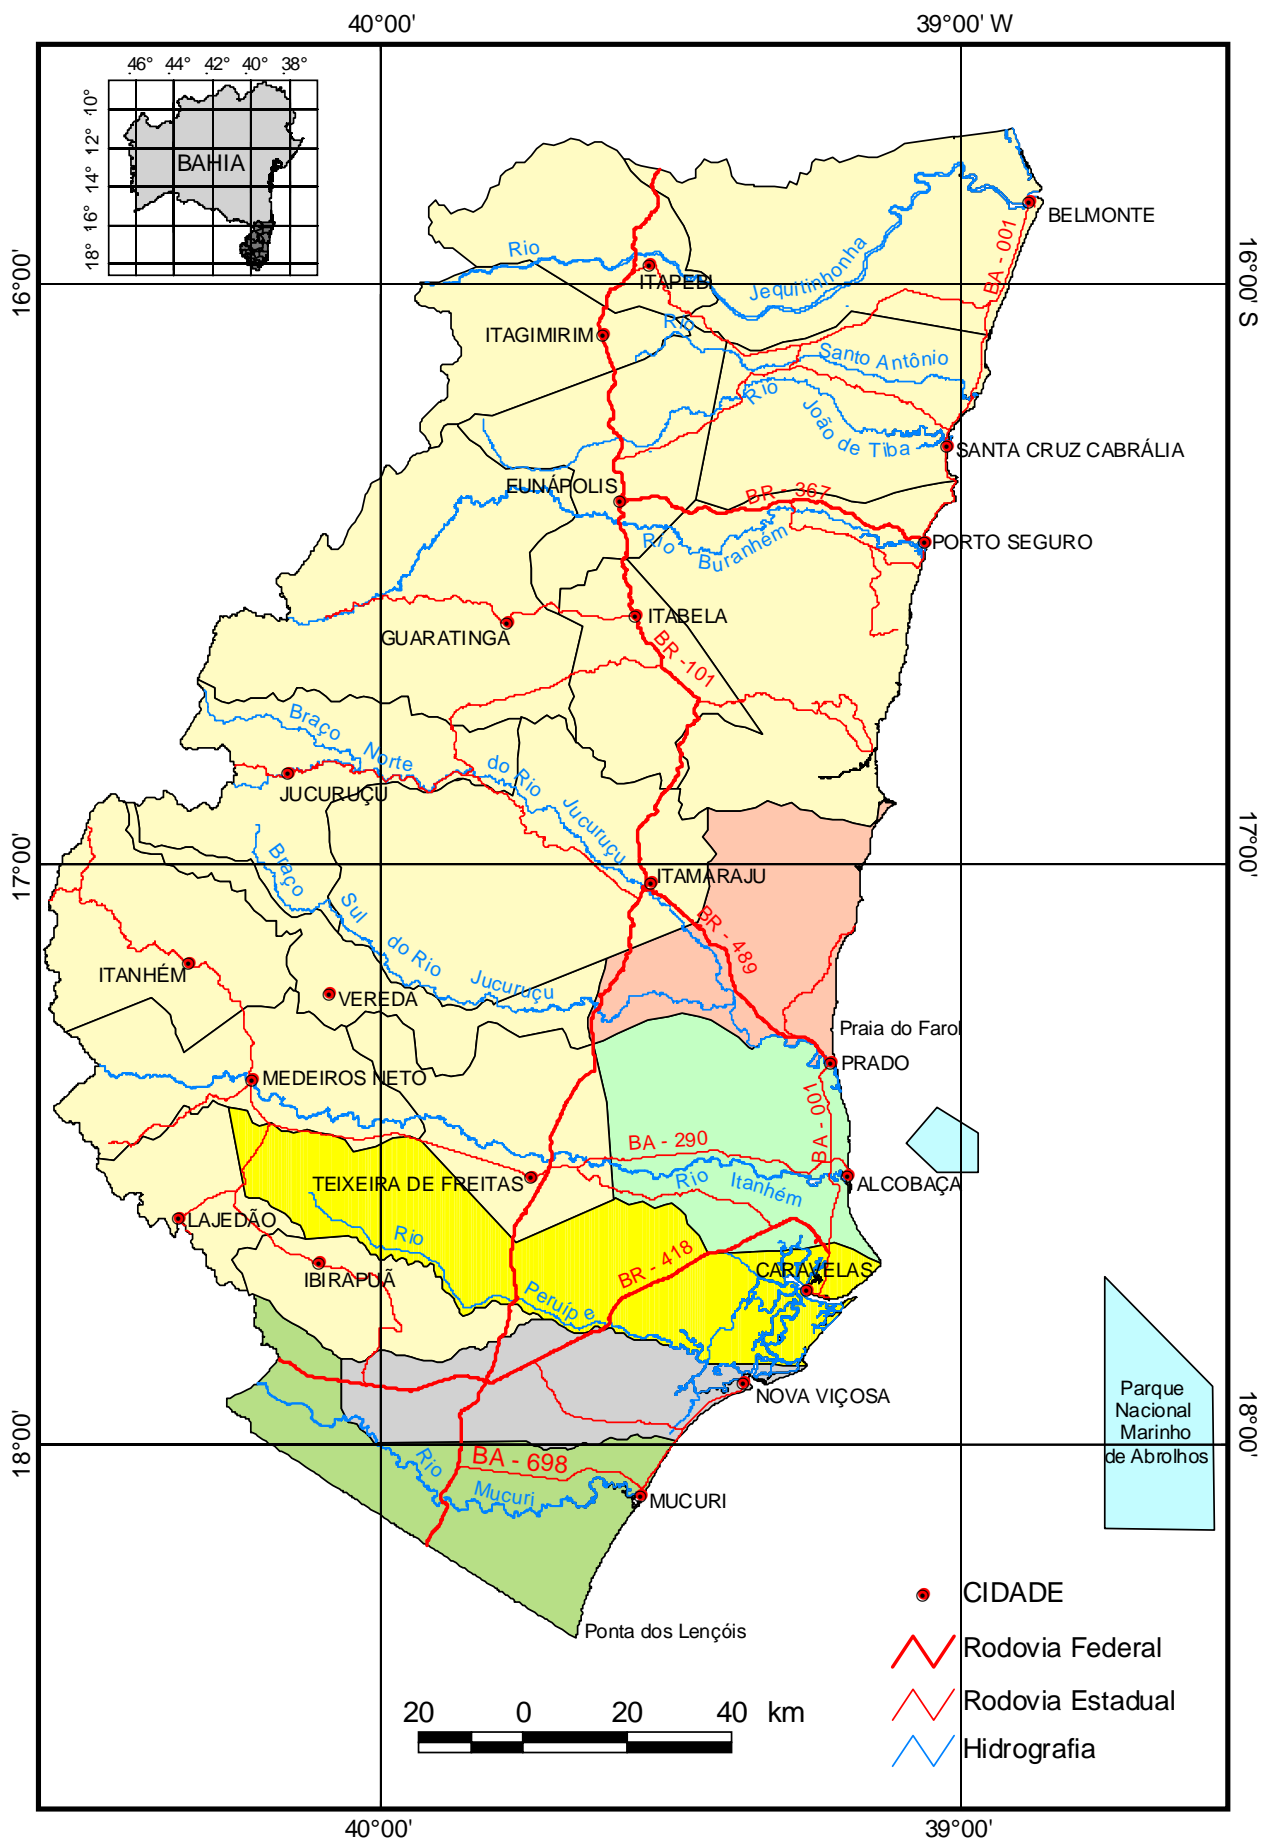 40°00'
39°00' W
46° 44° 42° 40° 38°
10°
12°
14°
16°
18°
BAHIA
16°00'
16°00' S
BELMONTE
BA - 001
Rio
Jequitinhonha
ITAPEBI
ITAGIMIRIM
Rio
Santo Antônio
Rio
João de Tiba
SANTA CRUZ CABRÁLIA
EUNÁPOLIS
BR - 367
Rio
Buranhém
PORTO SEGURO
ITABELA
GUARATINGA
BR -101
Braço
Norte
do Rio
Jucuruçu
JUCURUÇU
17°00'
17°00'
Braço
Sul
do Rio
Jucuruçu
ITAMARAJU
BR - 489
ITANHÉM
VEREDA
Praia do Farol
PRADO
MEDEIROS NETO
BA - 001
BA - 290
Rio
Itanhém
ALCOBAÇA
TEIXEIRA DE FREITAS
LAJEDÃO
Rio
Peruípe
BR - 418
CARAVELAS
IBIRAPUÃ
NOVA VIÇOSA
Parque
Nacional
Marinho
de Abrolhos
18°00'
18°00'
Rio
Mucuri
BA - 698
MUCURI
Ponta dos Lençóis
CIDADE
Rodovia Federal
Rodovia Estadual
Hidrografia
20 0 20 40 km
40°00'
39°00'